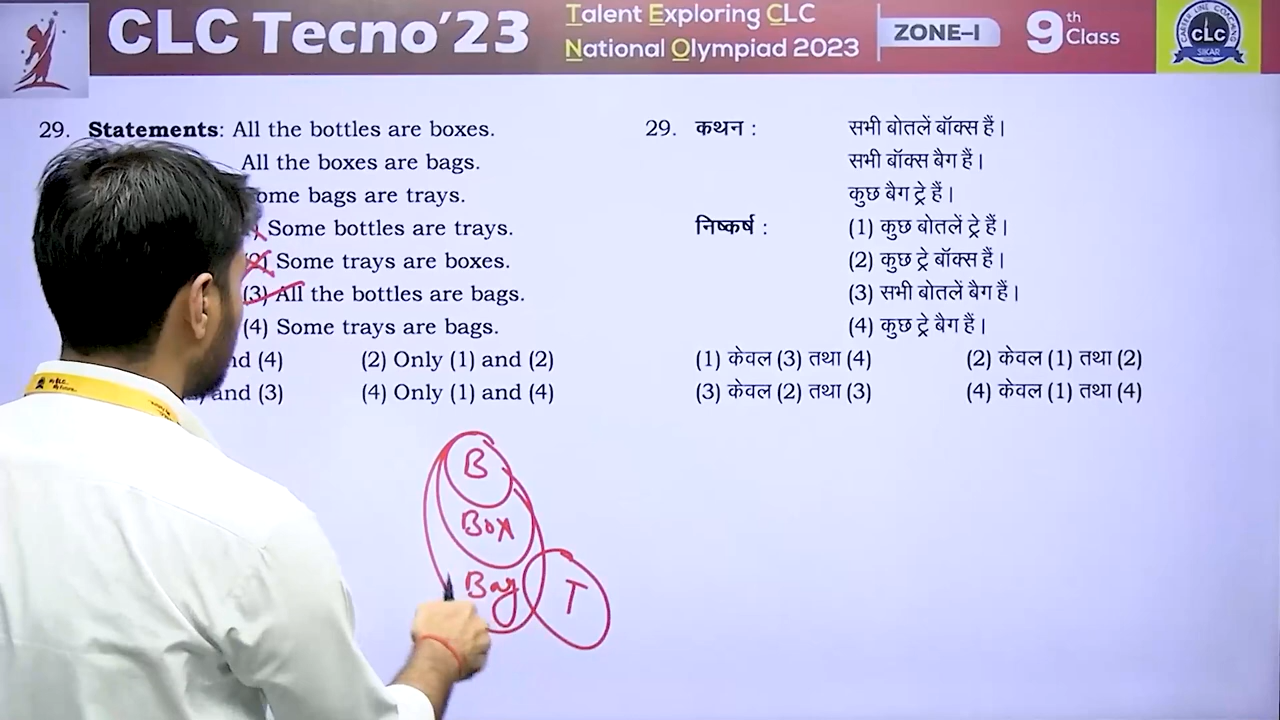 CLC Tecno'23
Talent Exploring CLC
National Olympiad 2023
ZONE–I
9th Class
CLC
SIKAR
29. Statements: All the bottles are boxes.
All the boxes are bags.
ome bags are trays.
Some bottles are trays.
(2) Some trays are boxes.
(3) All the bottles are bags.
(4) Some trays are bags.
nd (4) (2) Only (1) and (2)
and (3) (4) Only (1) and (4)
29. कथन : सभी बोतलें बॉक्स हैं।
सभी बॉक्स बैग हैं।
कुछ बैग ट्रे हैं।
निष्कर्ष : (1) कुछ बोतलें ट्रे हैं।
(2) कुछ ट्रे बॉक्स हैं।
(3) सभी बोतलें बैग हैं।
(4) कुछ ट्रे बैग हैं।
(1) केवल (3) तथा (4) (2) केवल (1) तथा (2)
(3) केवल (2) तथा (3) (4) केवल (1) तथा (4)
B
Box
Bag
T